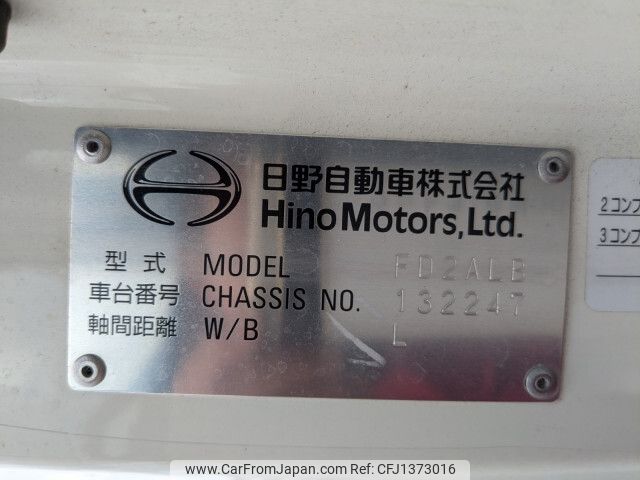 日野自動車株式会社
Hino Motors, Ltd.
型式 MODEL FD2ALB
車台番号 CHASSIS NO. 132247
軸間距離 W/B L
2コンプ
3コンプ
www.CarFromJapan.com © CarFromJapan.com CFJ1373016